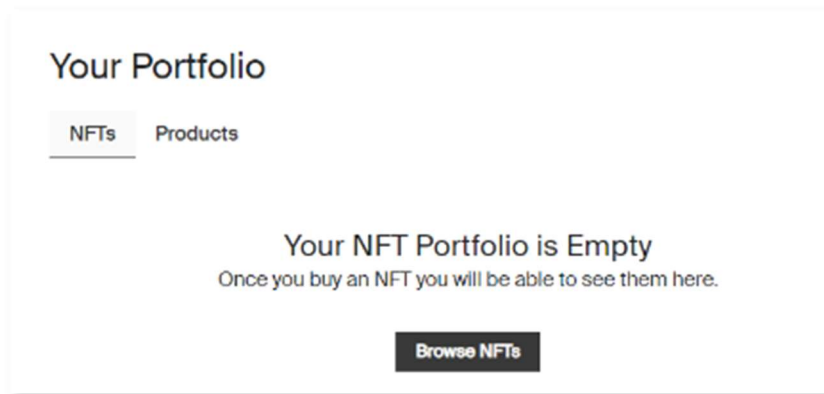 Your Portfolio
NFTs Products
Your NFT Portfolio is Empty
Once you buy an NFT you will be able to see them here.
Browse NFTs